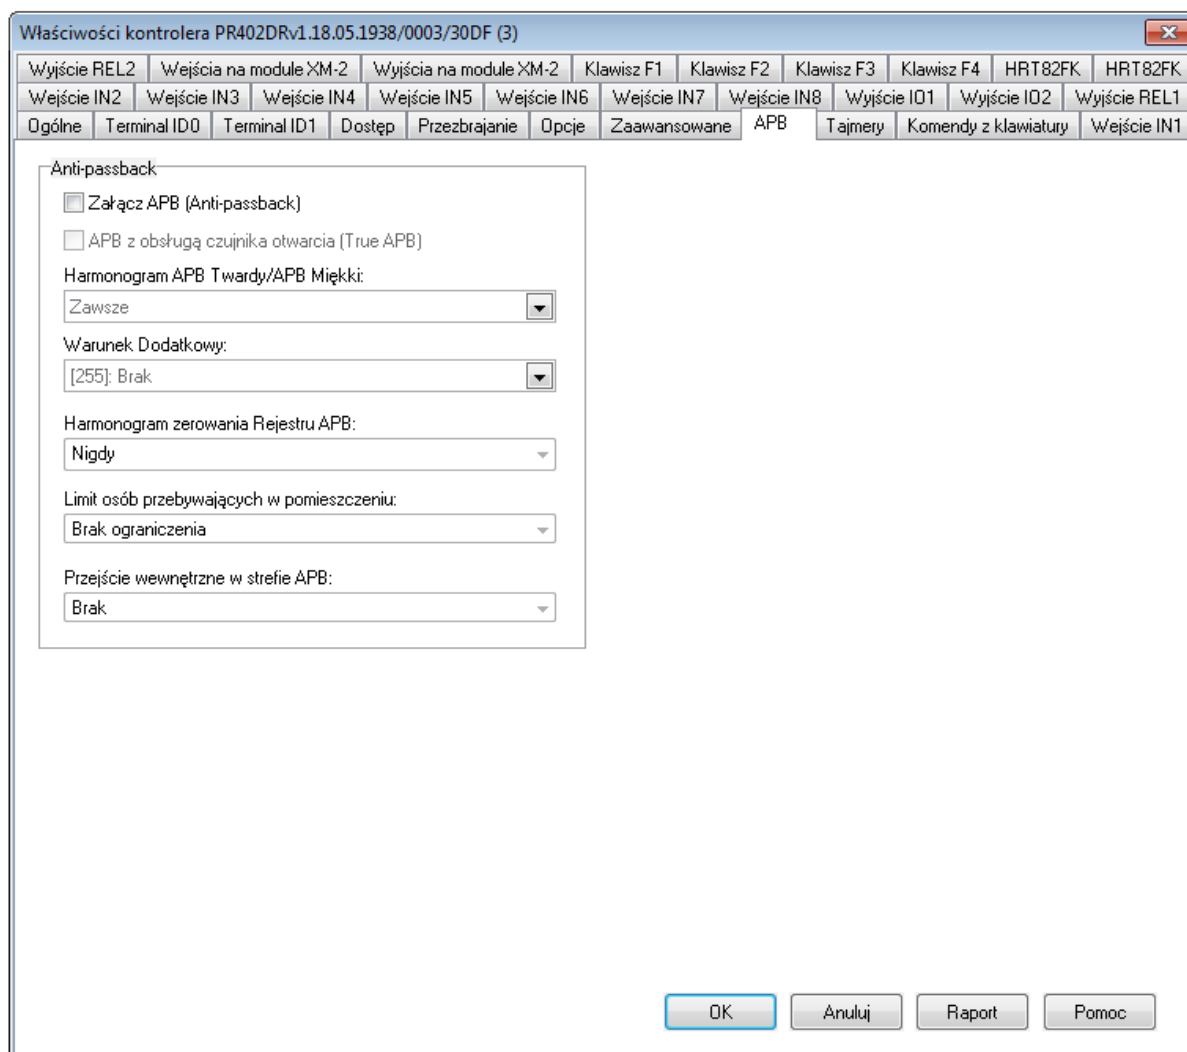 Właściwości kontrolera PR402DRv1.18.05.1938/0003/30DF (3)
Wyjście REL2 Wejścia na module XM-2 Wyjścia na module XM-2 Klawisz F1 Klawisz F2 Klawisz F3 Klawisz F4 HRT82FK HRT82FK
Wejście IN2 Wejście IN3 Wejście IN4 Wejście IN5 Wejście IN6 Wejście IN7 Wejście IN8 Wyjście IO1 Wyjście IO2 Wyjście REL1
Ogólne Terminal ID0 Terminal ID1 Dostęp Przezbrajanie Opcje Zaawansowane APB Tajmery Komendy z klawiatury Wejście IN1
Anti-passback
Załącz APB (Anti-passback)
APB z obsługą czujnika otwarcia (True APB)
Harmonogram APB Twardy/APB Miękki:
Zawsze
Warunek Dodatkowy:
[255]: Brak
Harmonogram zerowania Rejestru APB:
Nigdy
Limit osób przebywających w pomieszczeniu:
Brak ograniczenia
Przejście wewnętrzne w strefie APB:
Brak
OK Anuluj Raport Pomoc